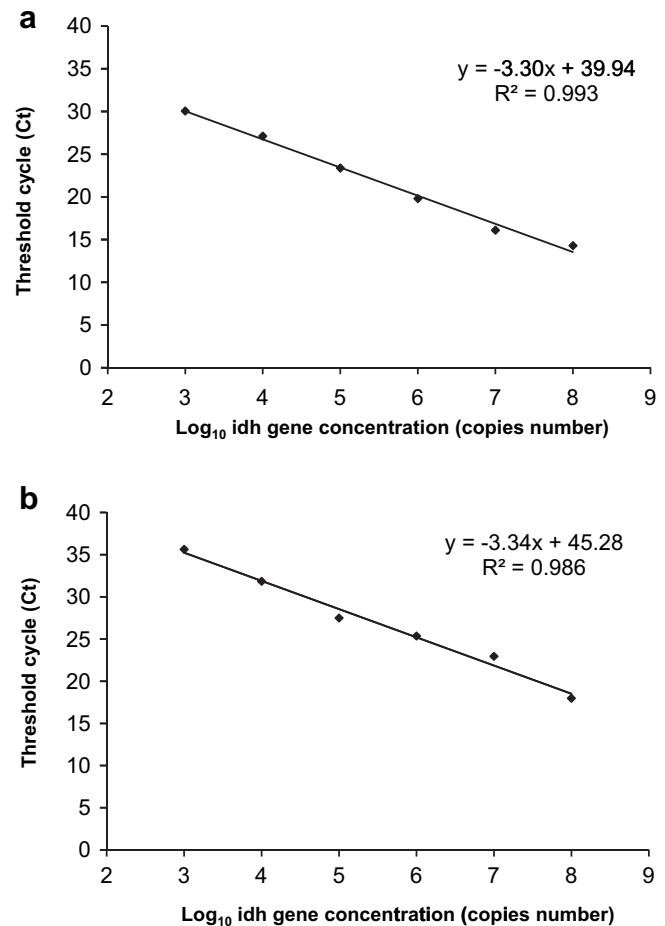 a
40
y = -3.30x + 39.94
R² = 0.993
35
30
25
20
15
10
5
0
Threshold cycle (Ct)
2 3 4 5 6 7 8 9
Log₁₀ idh gene concentration (copies number)
b
40
y = -3.34x + 45.28
R² = 0.986
35
30
25
20
15
10
5
0
Threshold cycle (Ct)
2 3 4 5 6 7 8 9
Log₁₀ idh gene concentration (copies number)